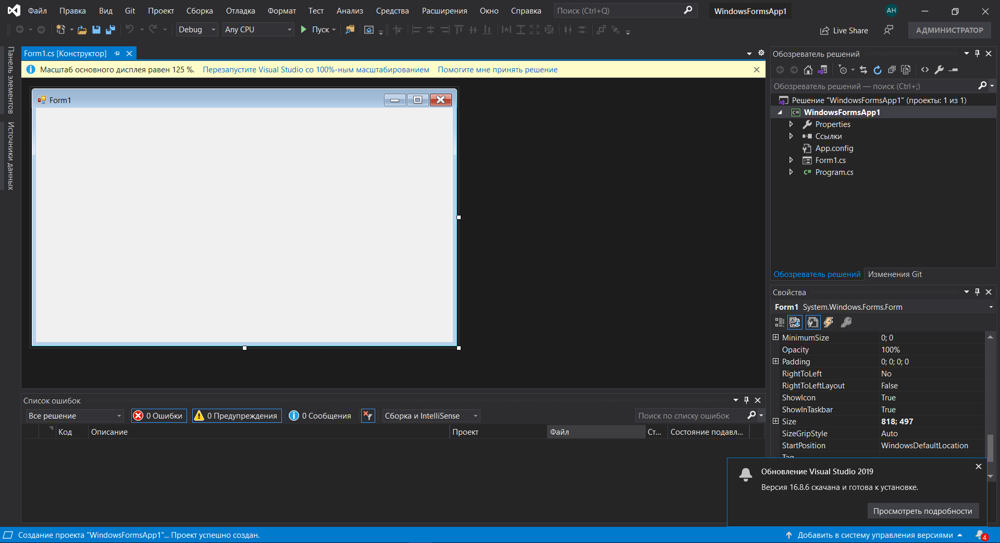 Файл Правка Вид Git Проект Сборка Отладка Формат Тест Анализ Средства Расширения Окно Справка Поиск (Ctrl+Q) WindowsFormsApp1 АН
Debug Any CPU Пуск Live Share АДМИНИСТРАТОР
Панель элементов
Источники данных
Form1.cs [Конструктор]
Масштаб основного дисплея равен 125 %. Перезапустите Visual Studio со 100%-ным масштабированием Помогите мне принять решение
Form1
Список ошибок
Все решение 0 Ошибки 0 Предупреждения 0 Сообщения Сборка и IntelliSense Поиск по списку ошибок
Код Описание Проект Файл Ст... Состояние подавл...
Обозреватель решений
Обозреватель решений — поиск (Ctrl+;)
Решение "WindowsFormsApp1" (проекты: 1 из 1)
C# WindowsFormsApp1
Properties
Ссылки
App.config
Form1.cs
C# Program.cs
Обозреватель решений Изменения Git
Свойства
Form1 System.Windows.Forms.Form
MinimumSize 0; 0
Opacity 100%
Padding 0; 0; 0; 0
RightToLeft No
RightToLeftLayout False
ShowIcon True
ShowInTaskbar True
Size 818; 497
SizeGripStyle Auto
StartPosition WindowsDefaultLocation
Tag
Обновление Visual Studio 2019
Версия 16.8.6 скачана и готова к установке.
Просмотреть подробности
Создание проекта "WindowsFormsApp1"... Проект успешно создан. Добавить в систему управления версиями 4